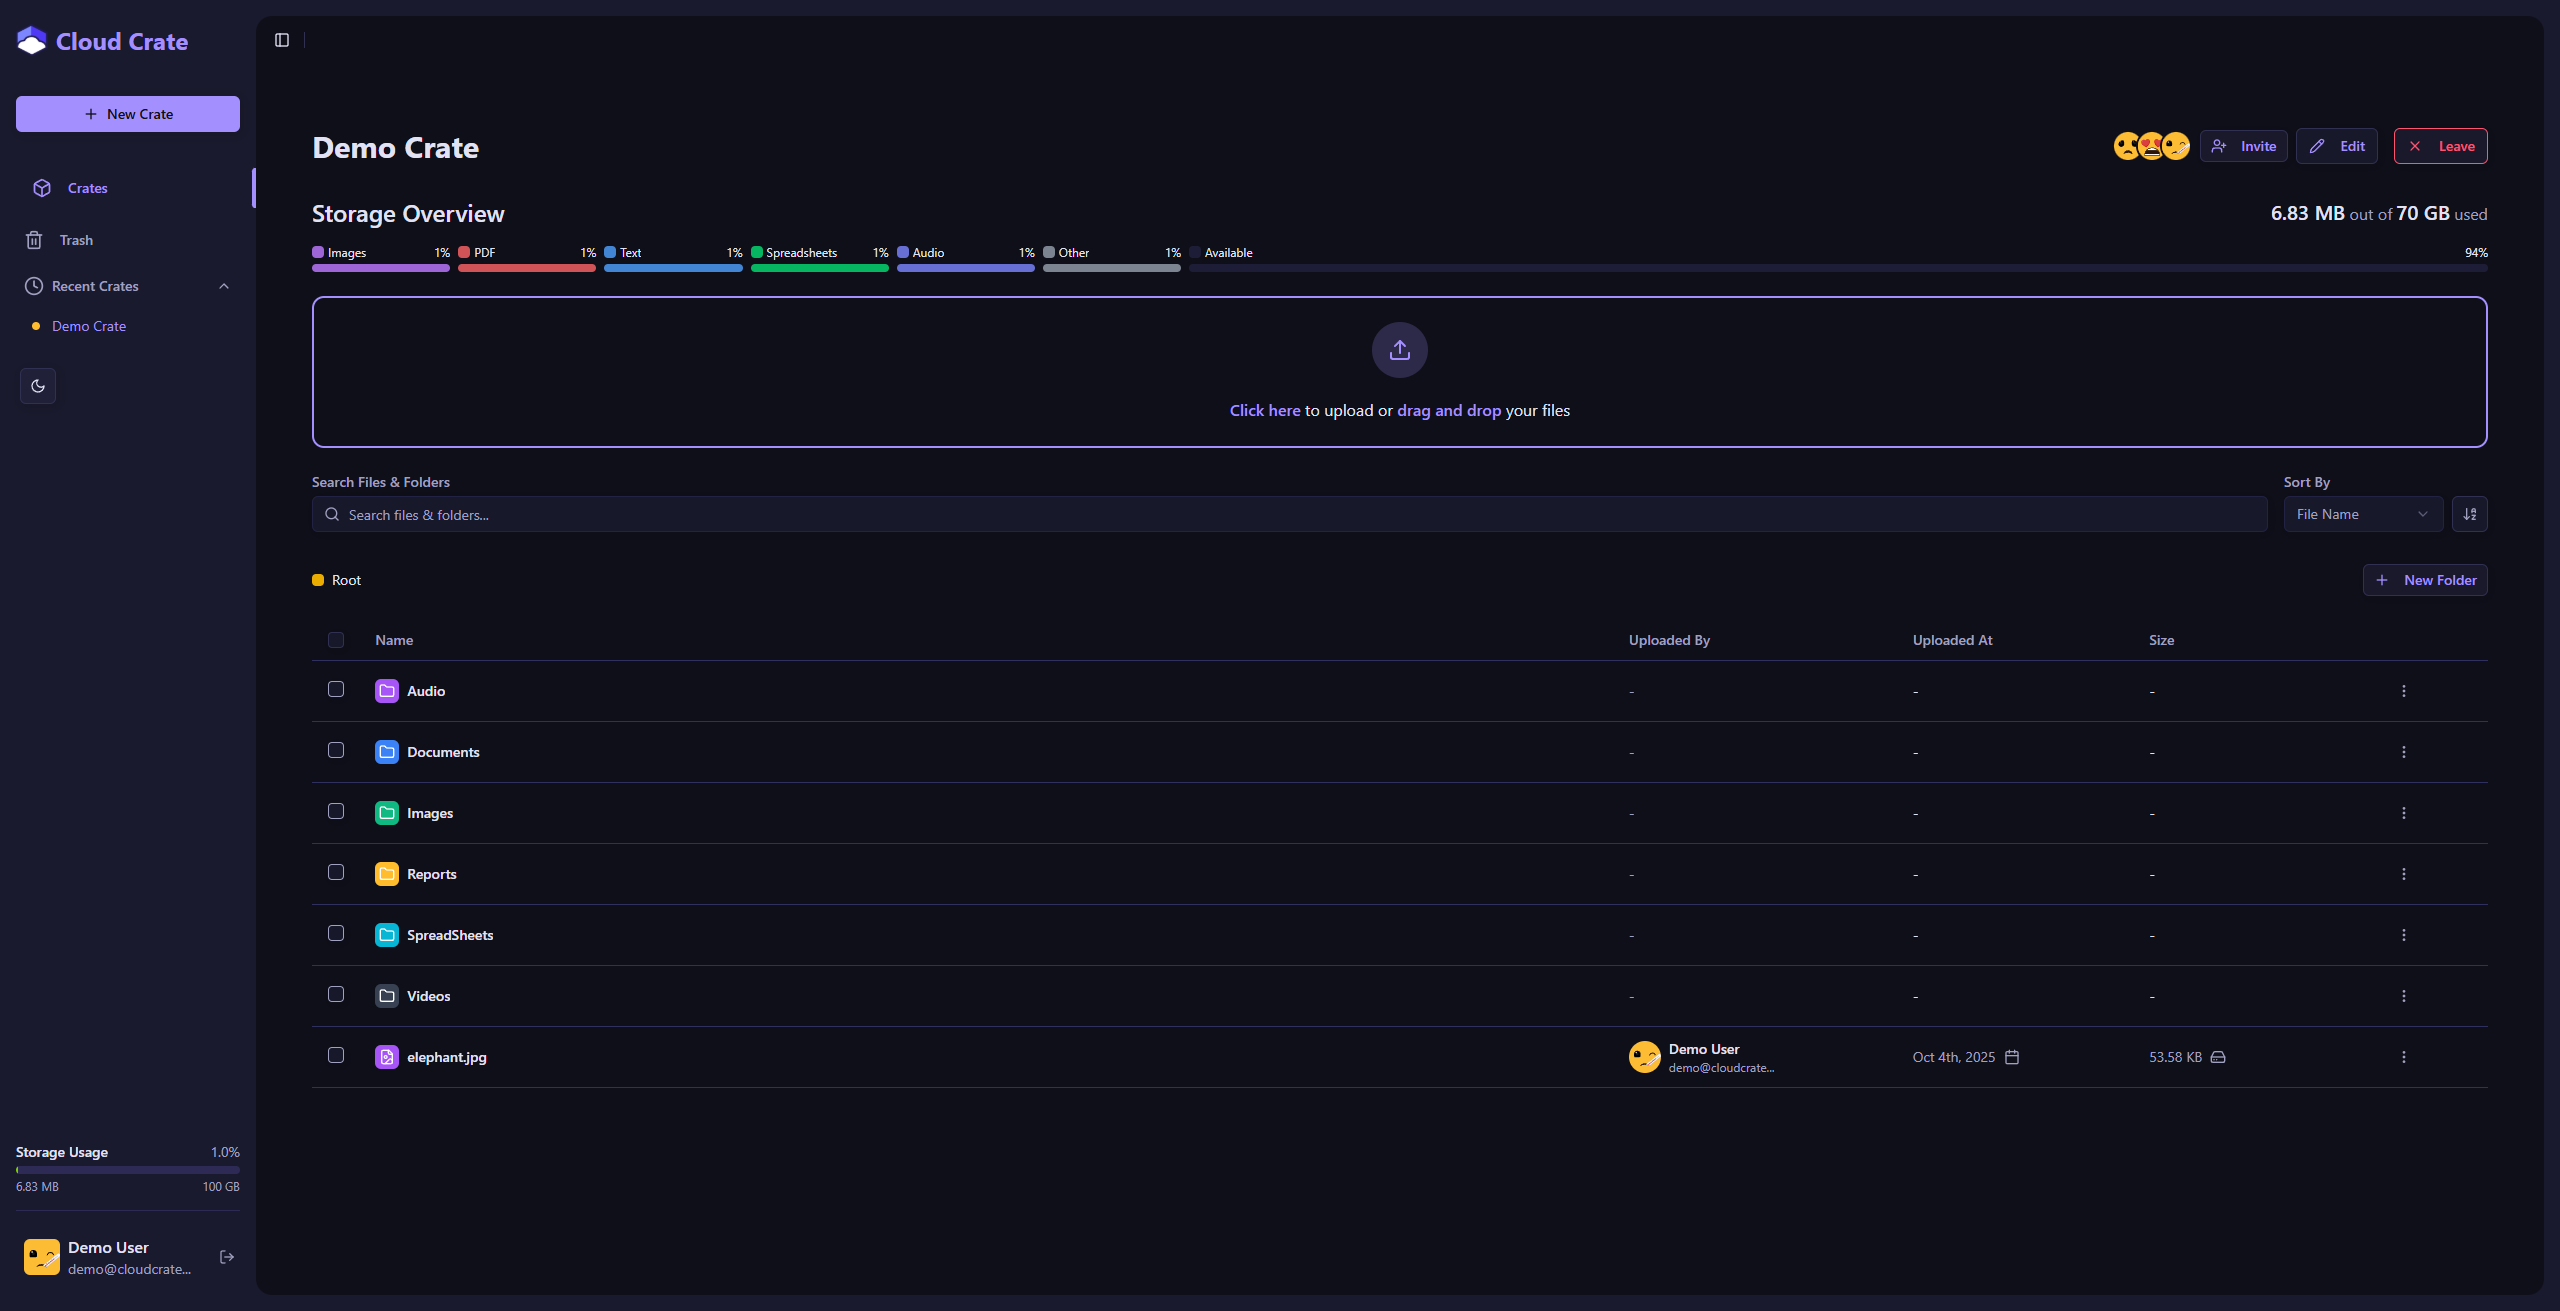 Cloud Crate
New Crate
Crates
Trash
Recent Crates
Demo Crate
Storage Usage 1.0%
6.83 MB 100 GB
Demo User
demo@cloudcrate...
Demo Crate
Invite Edit Leave
Storage Overview 6.83 MB out of 70 GB used
Images 1% PDF 1% Text 1% Spreadsheets 1% Audio 1% Other 1% Available 94%
Click here to upload or drag and drop your files
Search Files & Folders Sort By
Search files & folders... File Name
Root New Folder
Name Uploaded By Uploaded At Size
Audio - - -
Documents - - -
Images - - -
Reports - - -
SpreadSheets - - -
Videos - - -
elephant.jpg Demo User demo@cloudcrate... Oct 4th, 2025 53.58 KB